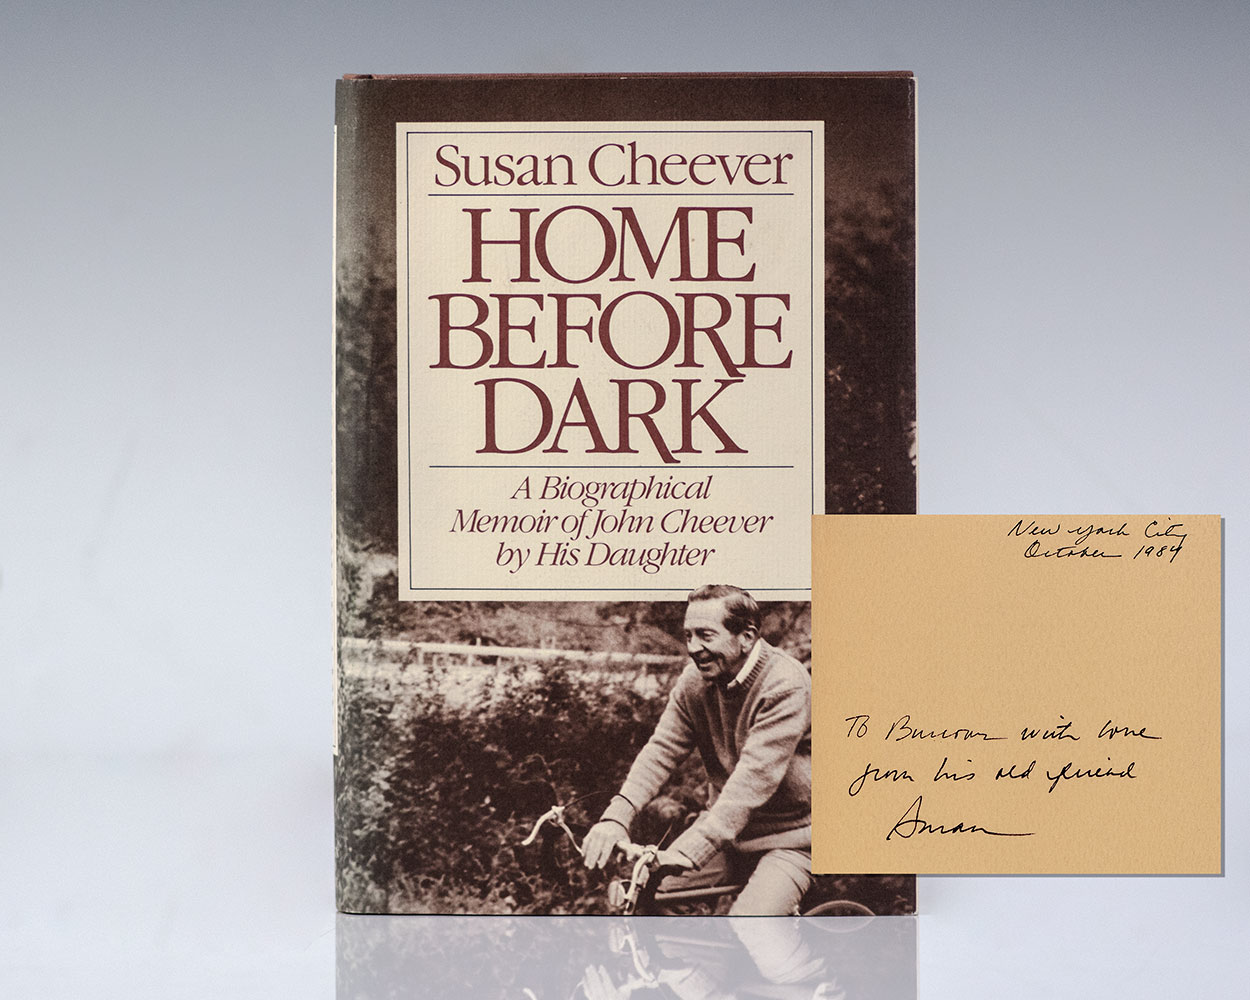 Susan Cheever
HOME
BEFORE
DARK
A Biographical
Memoir of John Cheever
by His Daughter
New York City
October 1984
To with love
from his old friend
Susan